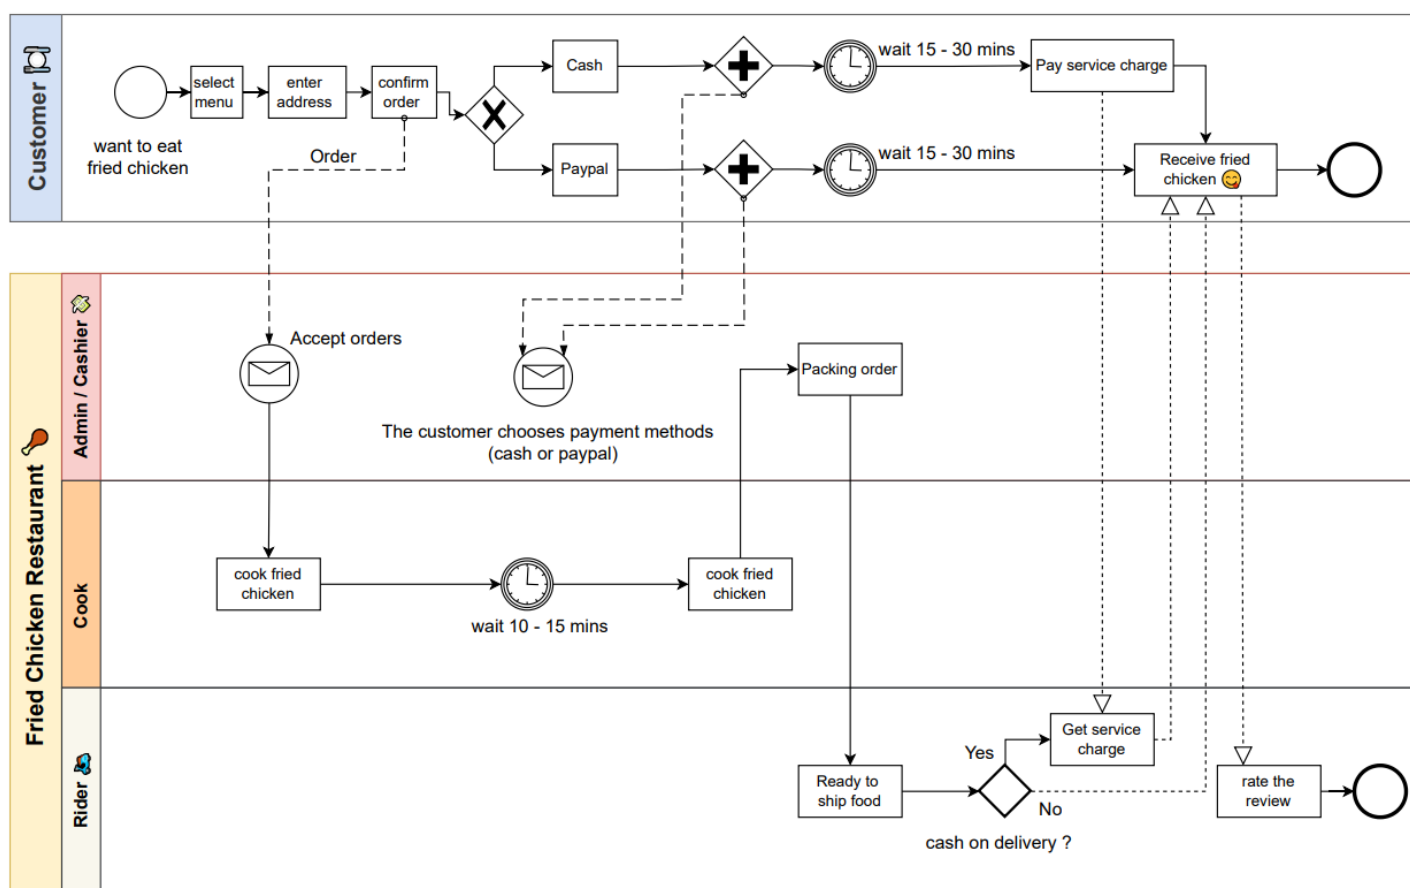 Customer 🍽️
want to eat
fried chicken
select
menu
enter
address
confirm
order
Order
Cash
Paypal
wait 15 - 30 mins
wait 15 - 30 mins
Pay service charge
Receive fried
chicken 😋
Fried Chicken Restaurant 🍗
Admin / Cashier 💸
Accept orders
The customer chooses payment methods
(cash or paypal)
Packing order
Cook
cook fried
chicken
wait 10 - 15 mins
cook fried
chicken
Rider
Ready to
ship food
cash on delivery ?
Yes
No
Get service
charge
rate the
review